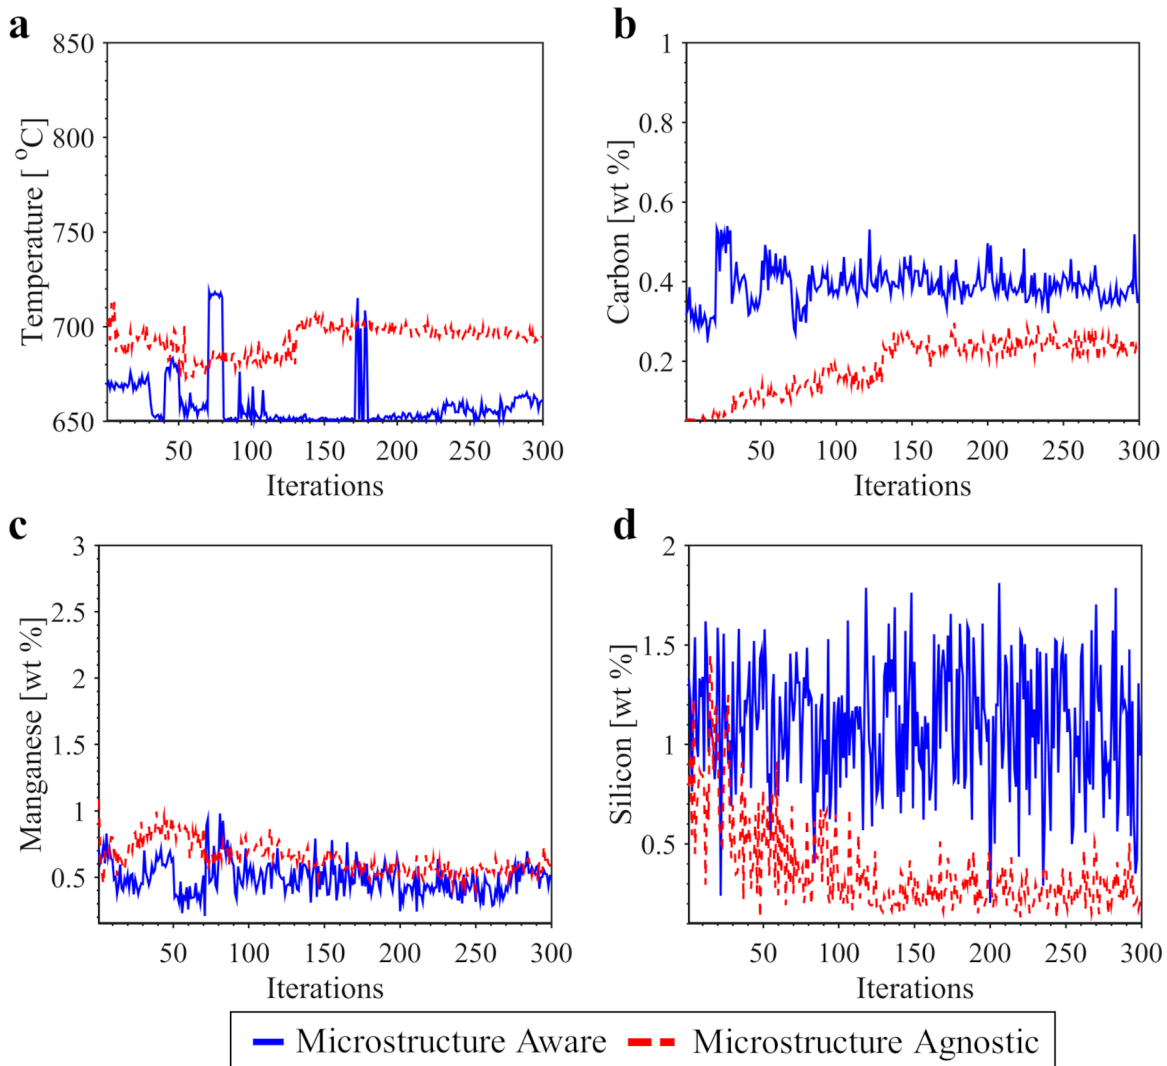 a
850
800
750
700
650
Temperature [ °C]
50 100 150 200 250 300
Iterations
b
1
0.8
0.6
0.4
0.2
Carbon [wt %]
50 100 150 200 250 300
Iterations
c
3
2.5
2
1.5
1
0.5
Manganese [wt %]
50 100 150 200 250 300
Iterations
d
2
1.5
1
0.5
Silicon [wt %]
50 100 150 200 250 300
Iterations
Microstructure Aware Microstructure Agnostic